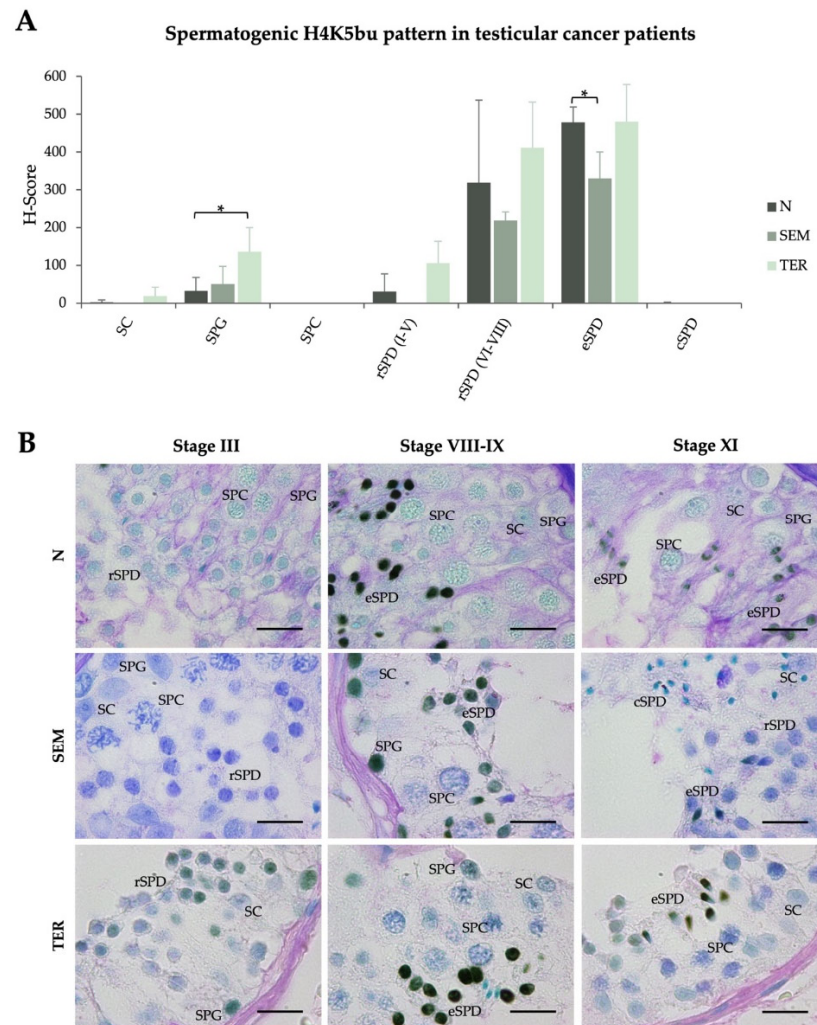 A
Spermatogenic H4K5bu pattern in testicular cancer patients
600
500
400
300
200
100
0
H-Score
*
*
N
SEM
TER
SC
SPG
SPC
rSPD (I-V)
rSPD (VI-VIII)
eSPD
cSPD
B
Stage III
Stage VIII-IX
Stage XI
N
SPC
SPG
rSPD
SPC
SC
SPG
eSPD
SC
SPG
SPC
eSPD
eSPD
SEM
SPG
SC
SPC
rSPD
SC
eSPD
SPG
SPC
SC
cSPD
rSPD
eSPD
TER
rSPD
SC
SPG
SPG
SC
SPC
eSPD
eSPD
SC
SPC